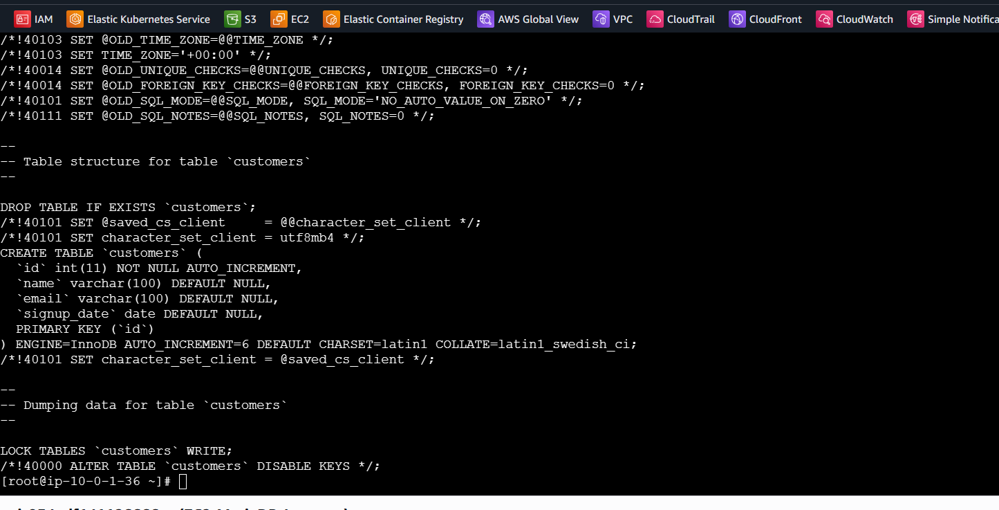 IAM Elastic Kubernetes Service S3 EC2 Elastic Container Registry AWS Global View VPC CloudTrail CloudFront CloudWatch Simple Notifica
/*!40103 SET @OLD_TIME_ZONE=@@TIME_ZONE */;
/*!40103 SET TIME_ZONE='+00:00' */;
/*!40014 SET @OLD_UNIQUE_CHECKS=@@UNIQUE_CHECKS, UNIQUE_CHECKS=0 */;
/*!40014 SET @OLD_FOREIGN_KEY_CHECKS=@@FOREIGN_KEY_CHECKS, FOREIGN_KEY_CHECKS=0 */;
/*!40101 SET @OLD_SQL_MODE=@@SQL_MODE, SQL_MODE='NO_AUTO_VALUE_ON_ZERO' */;
/*!40111 SET @OLD_SQL_NOTES=@@SQL_NOTES, SQL_NOTES=0 */;
--
-- Table structure for table `customers`
--
DROP TABLE IF EXISTS `customers`;
/*!40101 SET @saved_cs_client     = @@character_set_client */;
/*!40101 SET character_set_client = utf8mb4 */;
CREATE TABLE `customers` (
  `id` int(11) NOT NULL AUTO_INCREMENT,
  `name` varchar(100) DEFAULT NULL,
  `email` varchar(100) DEFAULT NULL,
  `signup_date` date DEFAULT NULL,
  PRIMARY KEY (`id`)
) ENGINE=InnoDB AUTO_INCREMENT=6 DEFAULT CHARSET=latin1 COLLATE=latin1_swedish_ci;
/*!40101 SET character_set_client = @saved_cs_client */;
--
-- Dumping data for table `customers`
--
LOCK TABLES `customers` WRITE;
/*!40000 ALTER TABLE `customers` DISABLE KEYS */;
[root@ip-10-0-1-36 ~]#